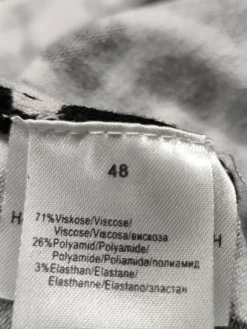 48
71%Viskose/Viscose/
Viscose/Viscosa/вискоза
26%Polyamid/Polyamide/
Polyamide/Poliamida/полиамид
3%Elasthan/Elastane/
Elasthanne/Elastano/эластан
H
H